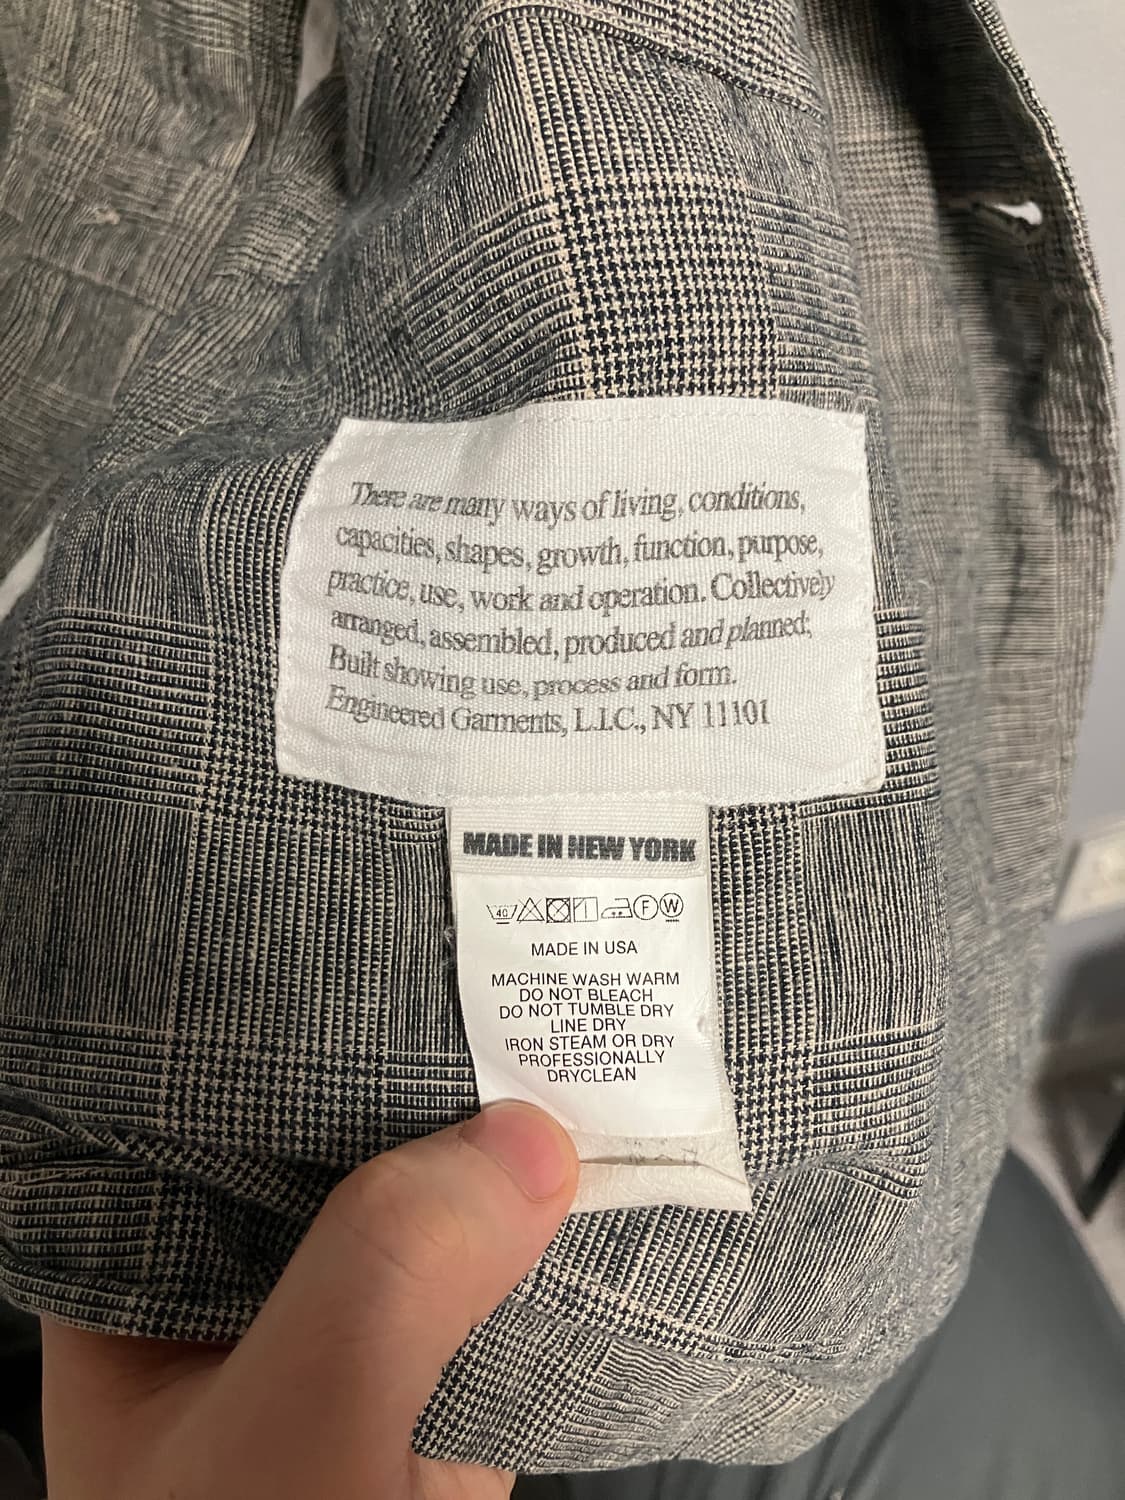 There are many ways of living, conditions,
capacities, shapes, growth, function, purpose,
practice, use, work and operation. Collectively
arranged, assembled, produced and planned;
Built showing use, process and form.
Engineered Garments, L.I.C., NY 11101
MADE IN NEW YORK
40 F W
MADE IN USA
MACHINE WASH WARM
DO NOT BLEACH
DO NOT TUMBLE DRY
LINE DRY
IRON STEAM OR DRY
PROFESSIONALLY
DRYCLEAN